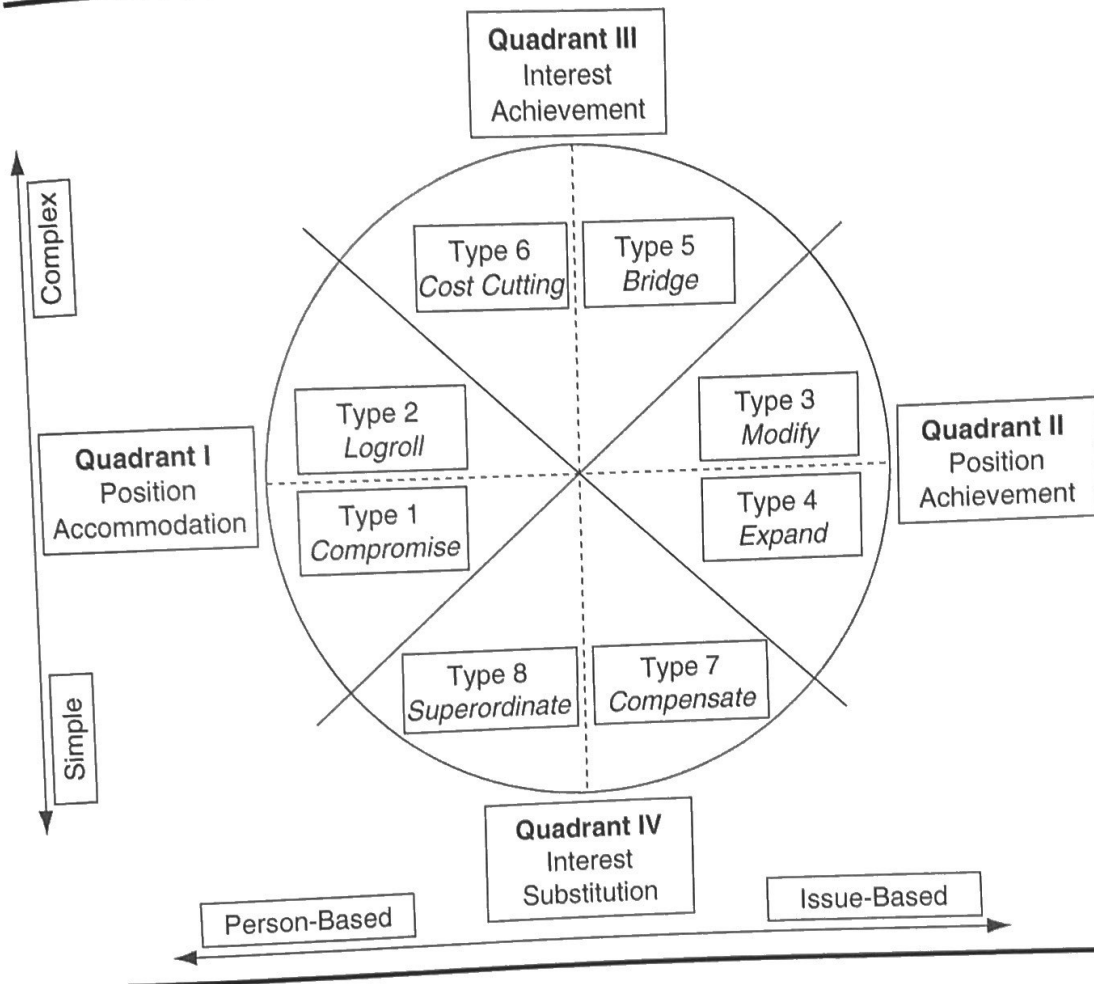 Quadrant III
Interest
Achievement
Complex
Type 6
Cost Cutting
Type 5
Bridge
Type 2
Logroll
Type 3
Modify
Quadrant I
Position
Accommodation
Quadrant II
Position
Achievement
Type 1
Compromise
Type 4
Expand
Simple
Type 8
Superordinate
Type 7
Compensate
Quadrant IV
Interest
Substitution
Person-Based
Issue-Based